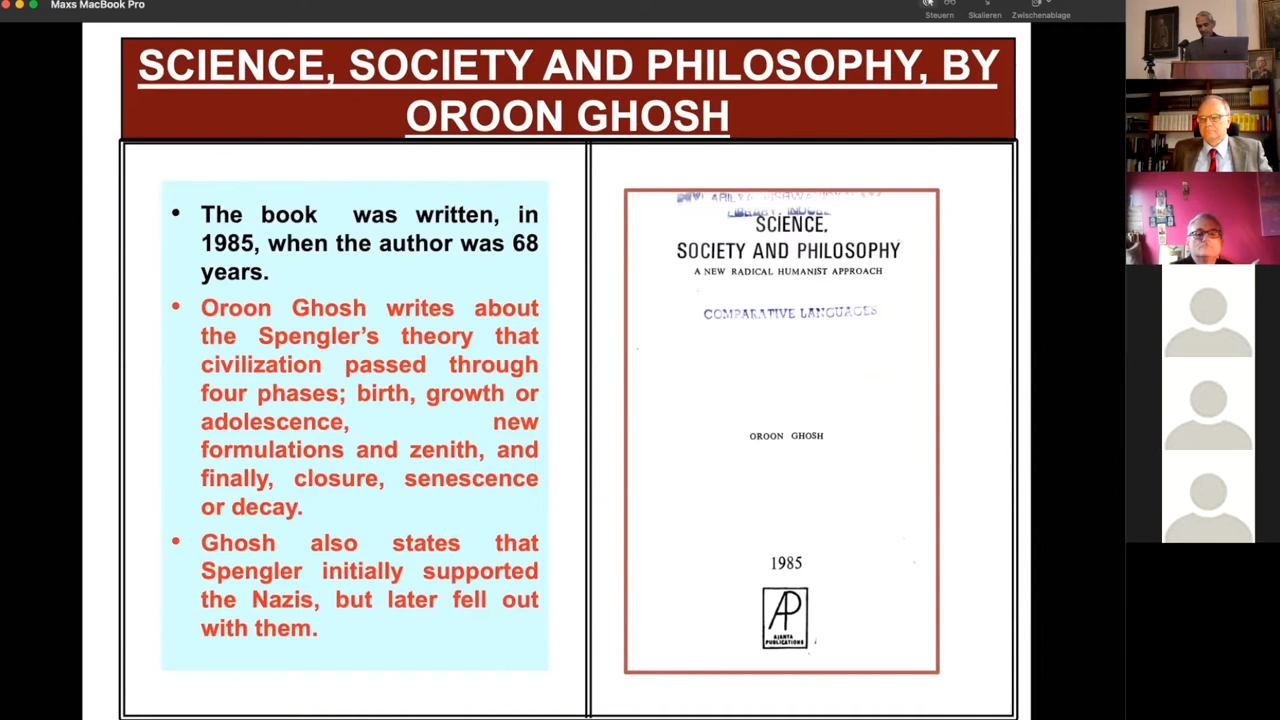 Maxs MacBook Pro
Steuern
Skalieren
Zwischenablage
SCIENCE, SOCIETY AND PHILOSOPHY, BY
OROON GHOSH
• The book was written, in
1985, when the author was 68
years.
• Oroon Ghosh writes about
the Spengler's theory that
civilization passed through
four phases; birth, growth or
adolescence, new
formulations and zenith, and
finally, closure, senescence
or decay.
• Ghosh also states that
Spengler initially supported
the Nazis, but later fell out
with them.
LIBRARY, INDORE
SCIENCE,
SOCIETY AND PHILOSOPHY
A NEW RADICAL HUMANIST APPROACH
COMPARATIVE LANGUAGES
OROON GHOSH
1985
AP
AJANTA
PUBLICATIONS